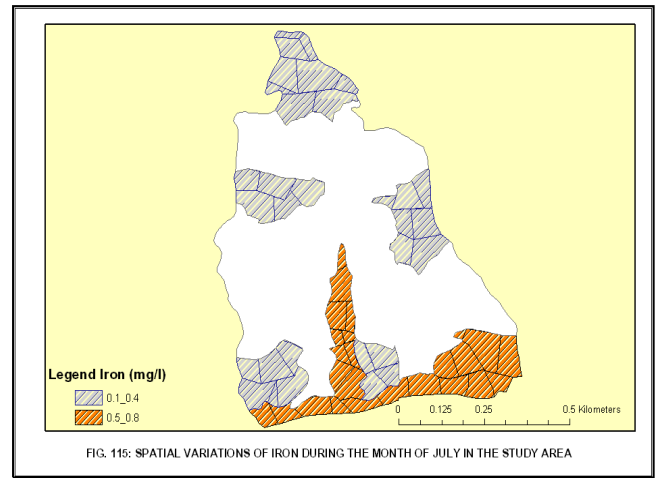 Legend Iron (mg/l)
0.1_0.4
0.5_0.8
0 0.125 0.25 0.5 Kilometers
FIG. 115: SPATIAL VARIATIONS OF IRON DURING THE MONTH OF JULY IN THE STUDY AREA